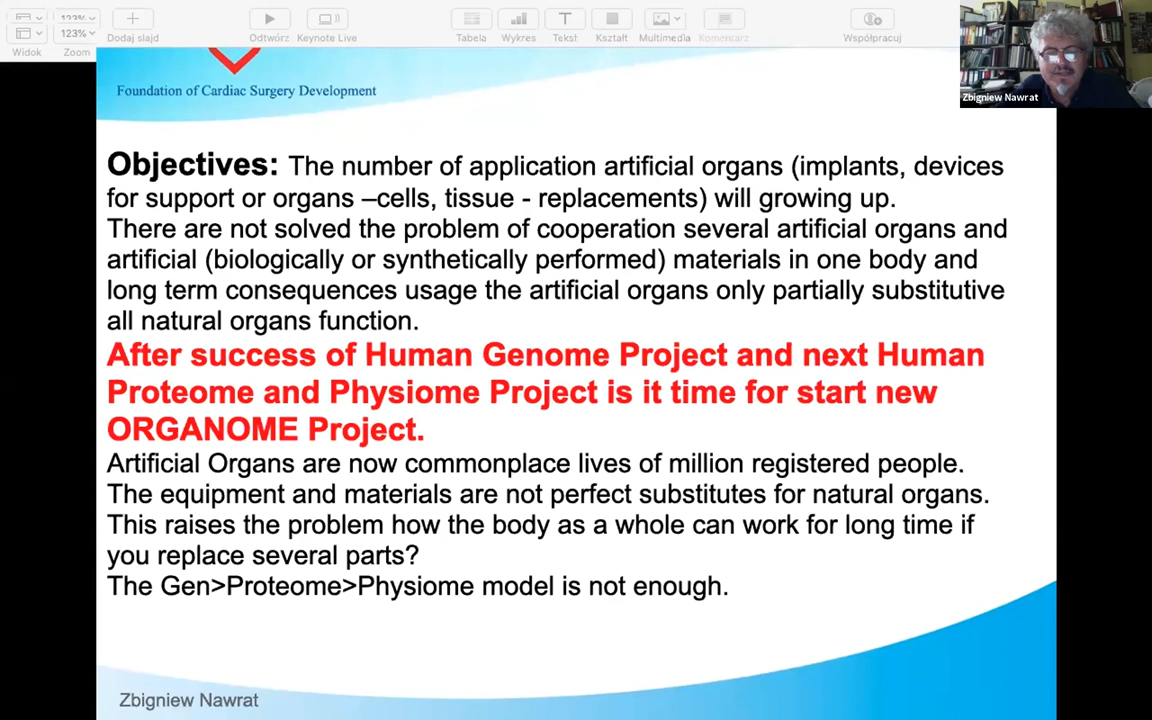 123%
123%
Widok
Zoom
Dodaj slajd
Odtwórz
Keynote Live
Tabela
Wykres
Tekst
Kształt
Multimedia
Komentarz
Współpracuj
Zbigniew Nawrat
Foundation of Cardiac Surgery Development
Objectives: The number of application artificial organs (implants, devices
for support or organs –cells, tissue - replacements) will growing up.
There are not solved the problem of cooperation several artificial organs and
artificial (biologically or synthetically performed) materials in one body and
long term consequences usage the artificial organs only partially substitutive
all natural organs function.
After success of Human Genome Project and next Human
Proteome and Physiome Project is it time for start new
ORGANOME Project.
Artificial Organs are now commonplace lives of million registered people.
The equipment and materials are not perfect substitutes for natural organs.
This raises the problem how the body as a whole can work for long time if
you replace several parts?
The Gen>Proteome>Physiome model is not enough.
Zbigniew Nawrat